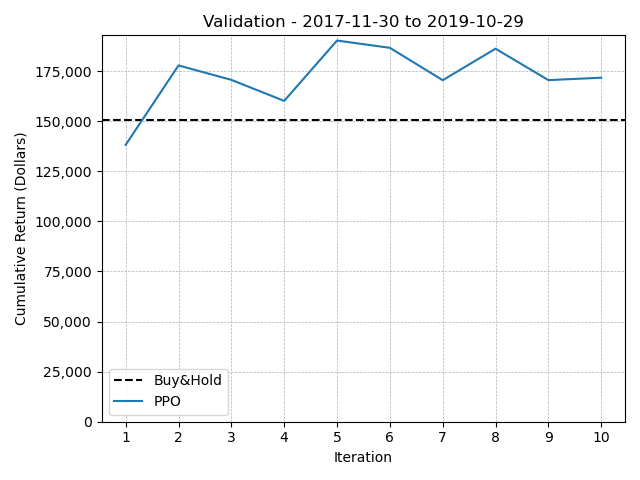 Validation - 2017-11-30 to 2019-10-29
Cumulative Return (Dollars)
175,000
150,000
125,000
100,000
75,000
50,000
25,000
0
Buy&Hold
PPO
1 2 3 4 5 6 7 8 9 10
Iteration